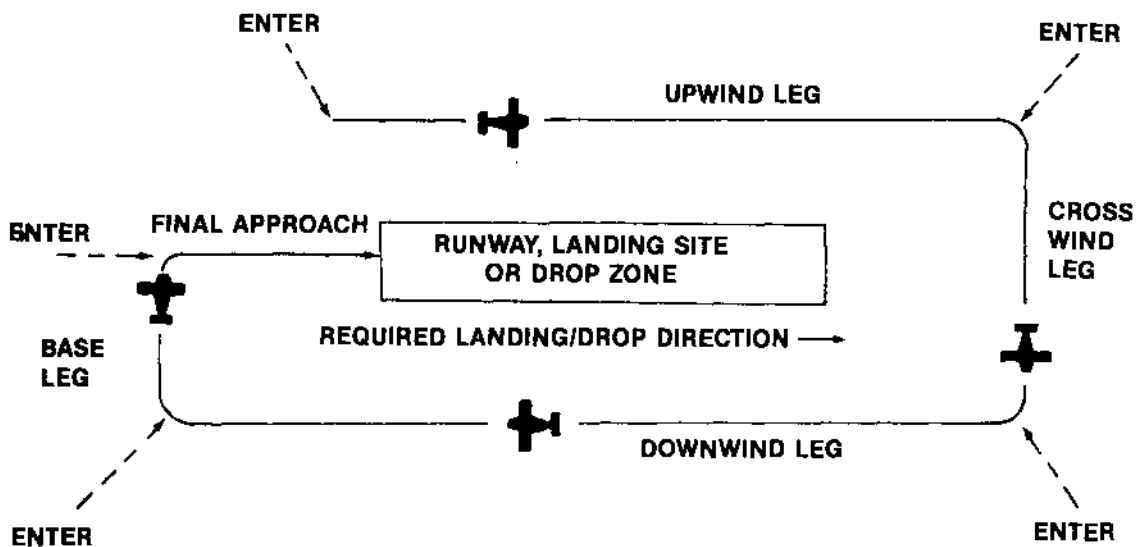 ENTER
ENTER
UPWIND LEG
CROSS
WIND
LEG
ENTER
FINAL APPROACH
RUNWAY, LANDING SITE
OR DROP ZONE
REQUIRED LANDING/DROP DIRECTION
BASE
LEG
DOWNWIND LEG
ENTER
ENTER